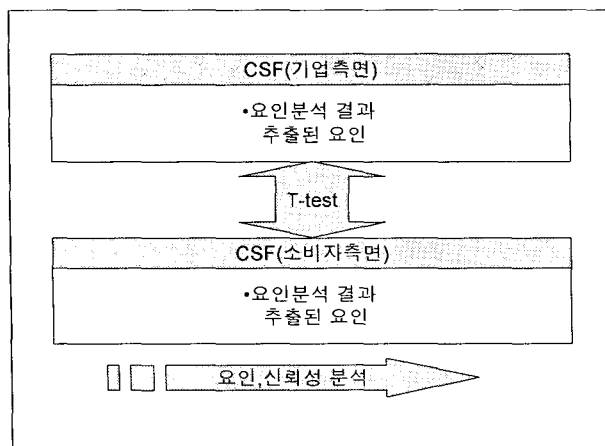 CSF(기업측면)
•요인분석 결과
추출된 요인
T-test
CSF(소비자측면)
•요인분석 결과
추출된 요인
요인,신뢰성 분석